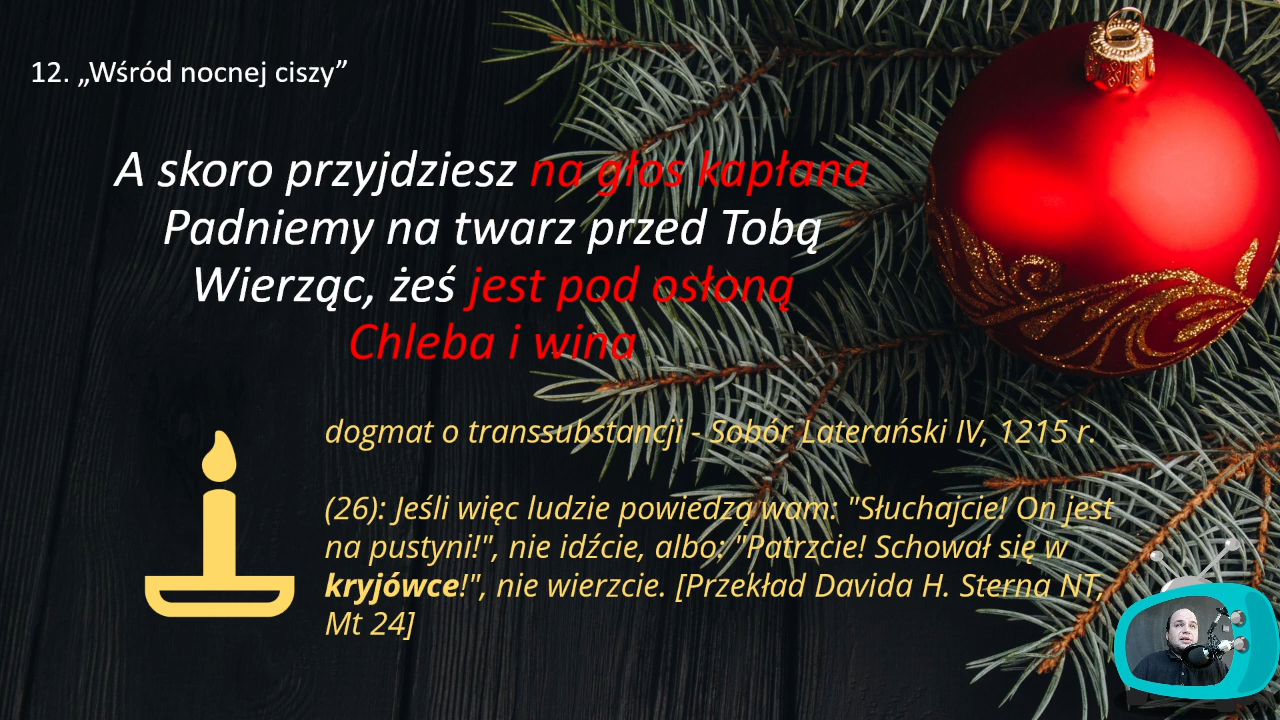 12. „Wśród nocnej ciszy”
A skoro przyjdziesz na głos kapłana
Padniemy na twarz przed Tobą
Wierząc, żeś jest pod osłoną
Chleba i wina
dogmat o transsubstancji - Sobór Laterański IV, 1215 r.
(26): Jeśli więc ludzie powiedzą wam: "Słuchajcie! On jest
na pustyni!", nie idźcie, albo: "Patrzcie! Schował się w
kryjówce!", nie wierzcie. [Przekład Davida H. Sterna NT,
Mt 24]